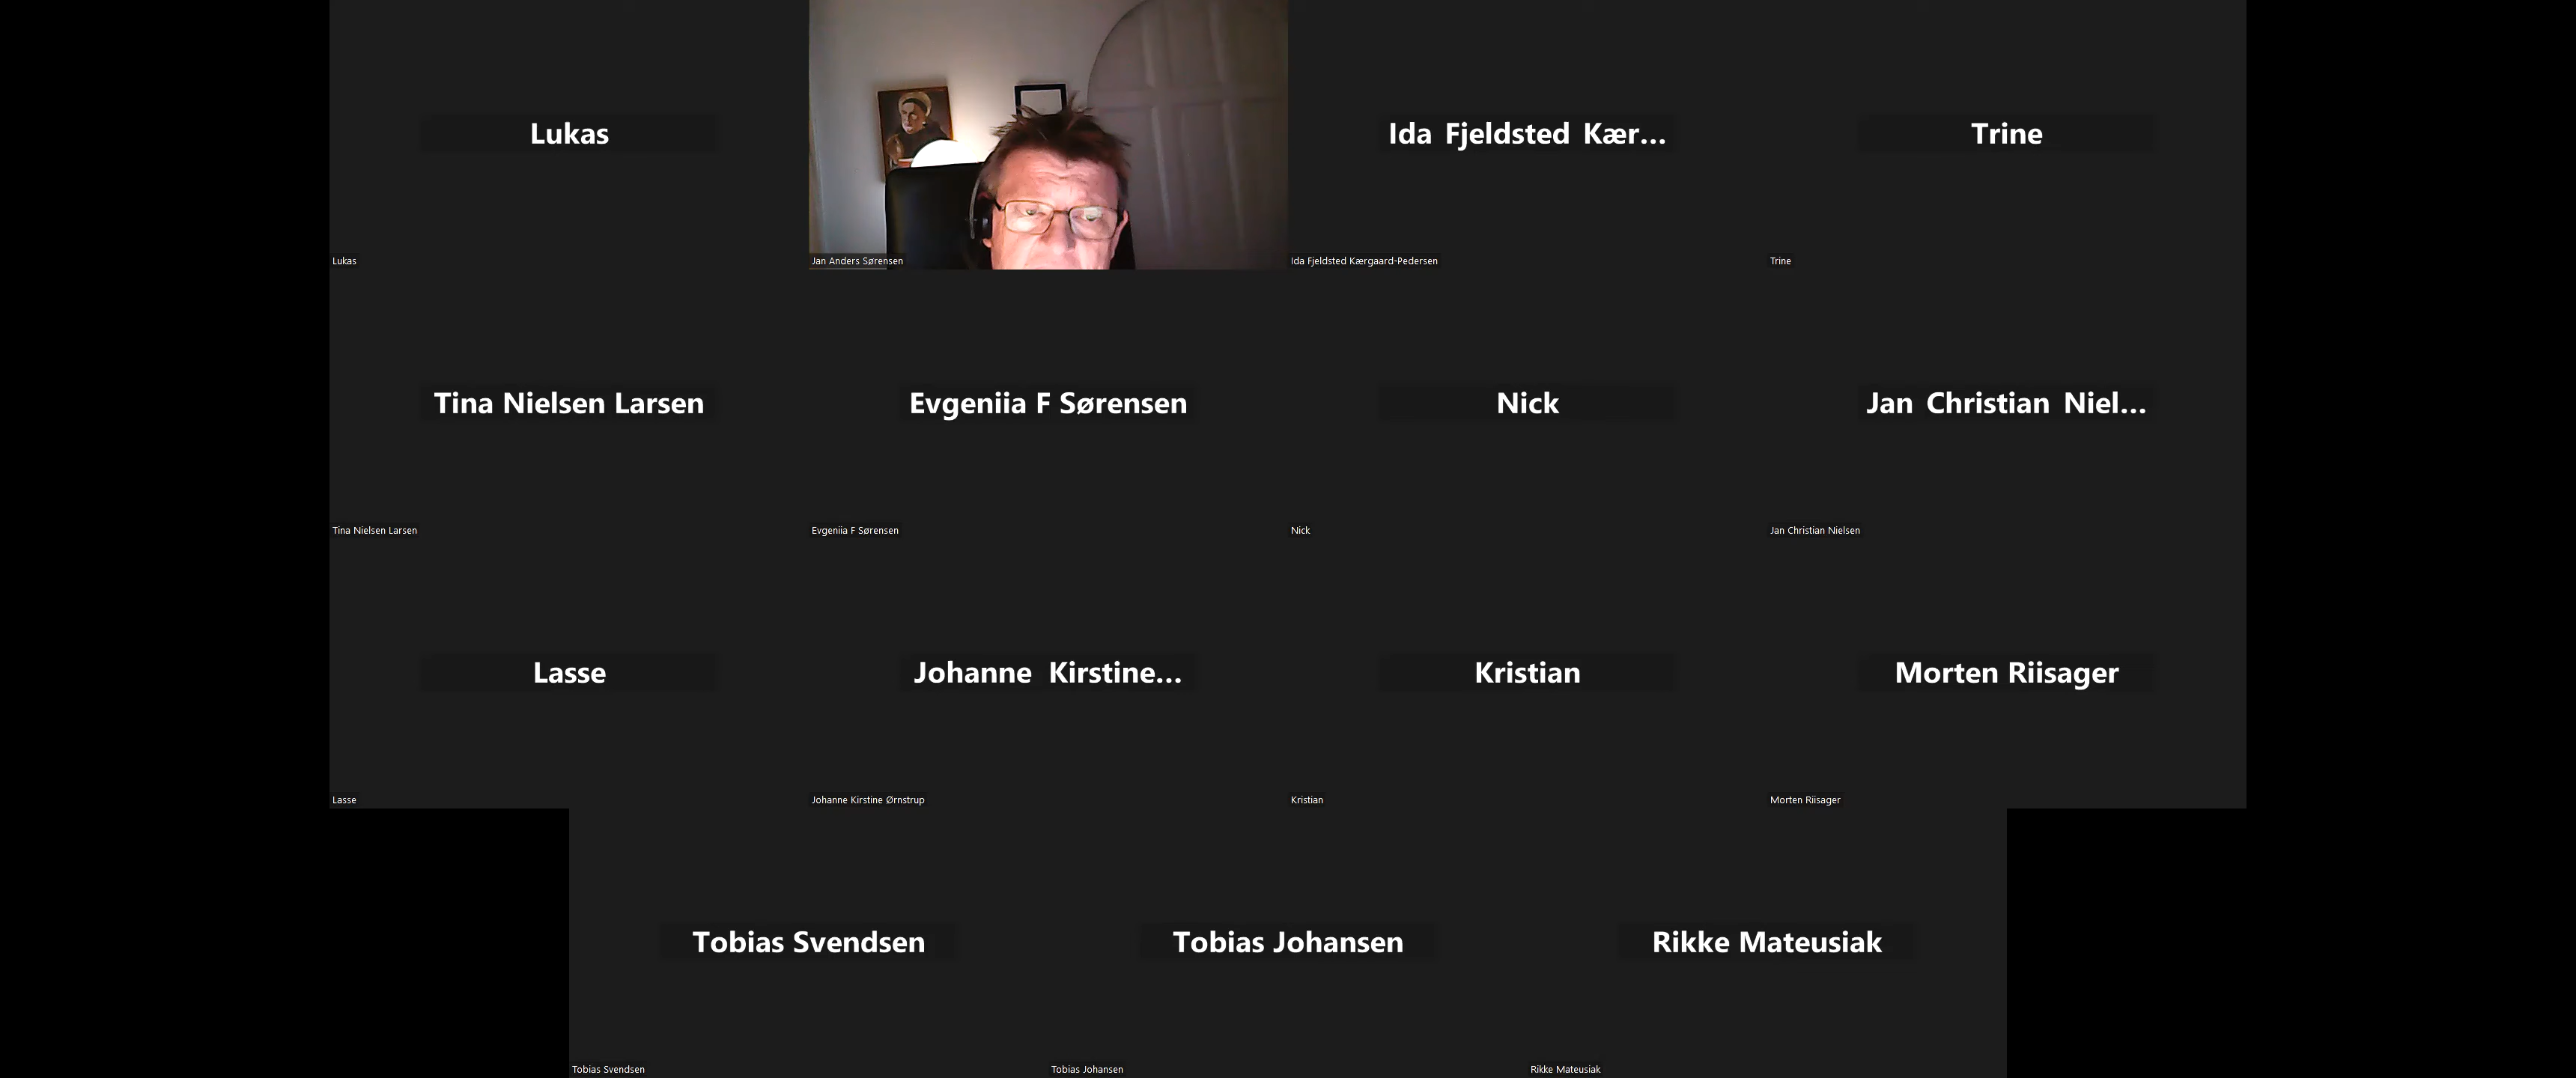 Lukas
Ida Fjeldsted Kær...
Trine
Lukas
Jan Anders Sørensen
Ida Fjeldsted Kærgaard-Pedersen
Trine
Tina Nielsen Larsen
Evgeniia F Sørensen
Nick
Jan Christian Niel...
Tina Nielsen Larsen
Evgeniia F Sørensen
Nick
Jan Christian Nielsen
Lasse
Johanne Kirstine...
Kristian
Morten Riisager
Lasse
Johanne Kirstine Ørnstrup
Kristian
Morten Riisager
Tobias Svendsen
Tobias Johansen
Rikke Mateusiak
Tobias Svendsen
Tobias Johansen
Rikke Mateusiak